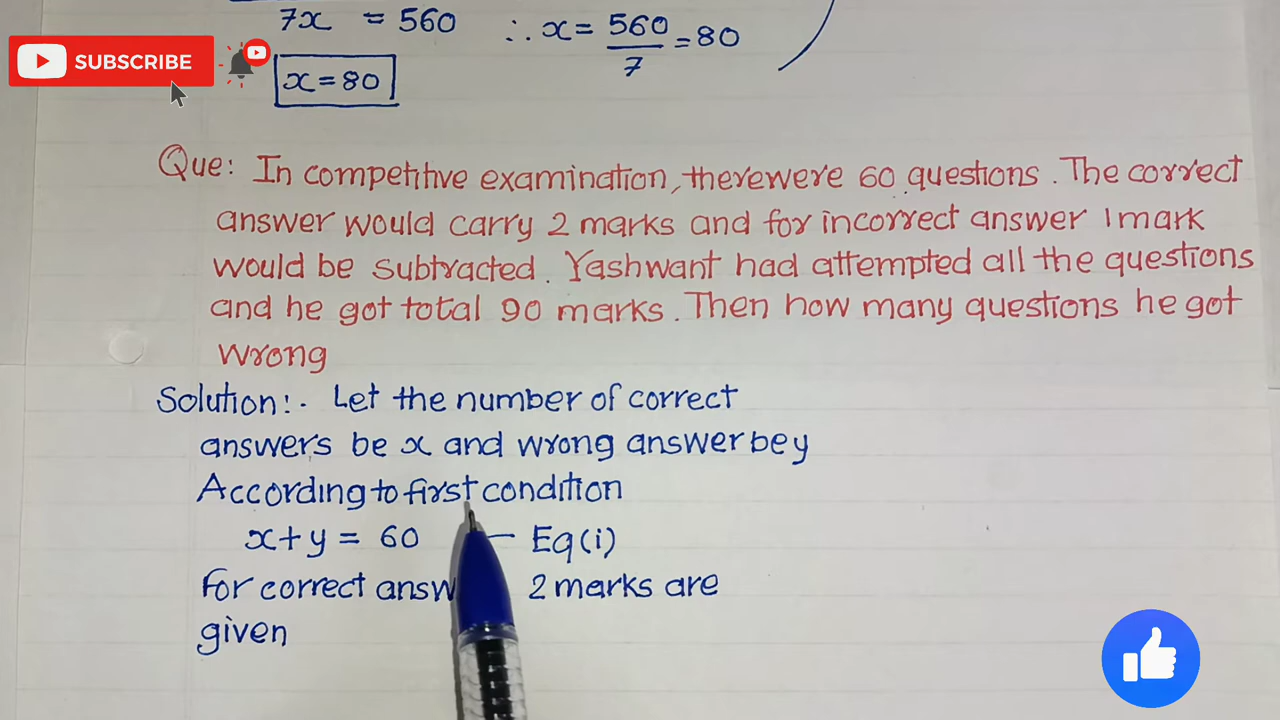 7x = 560 ∴ x = 560/7 = 80
SUBSCRIBE
x = 80
Que: In competitive examination, therewere 60 questions. The correct
answer would carry 2 marks and for incorrect answer 1 mark
would be subtracted. Yashwant had attempted all the questions
and he got total 90 marks. Then how many questions he got
wrong
Solution:- Let the number of correct
answers be x and wrong answer be y
According to first condition
x + y = 60 — Eq(i)
For correct answ 2 marks are
given